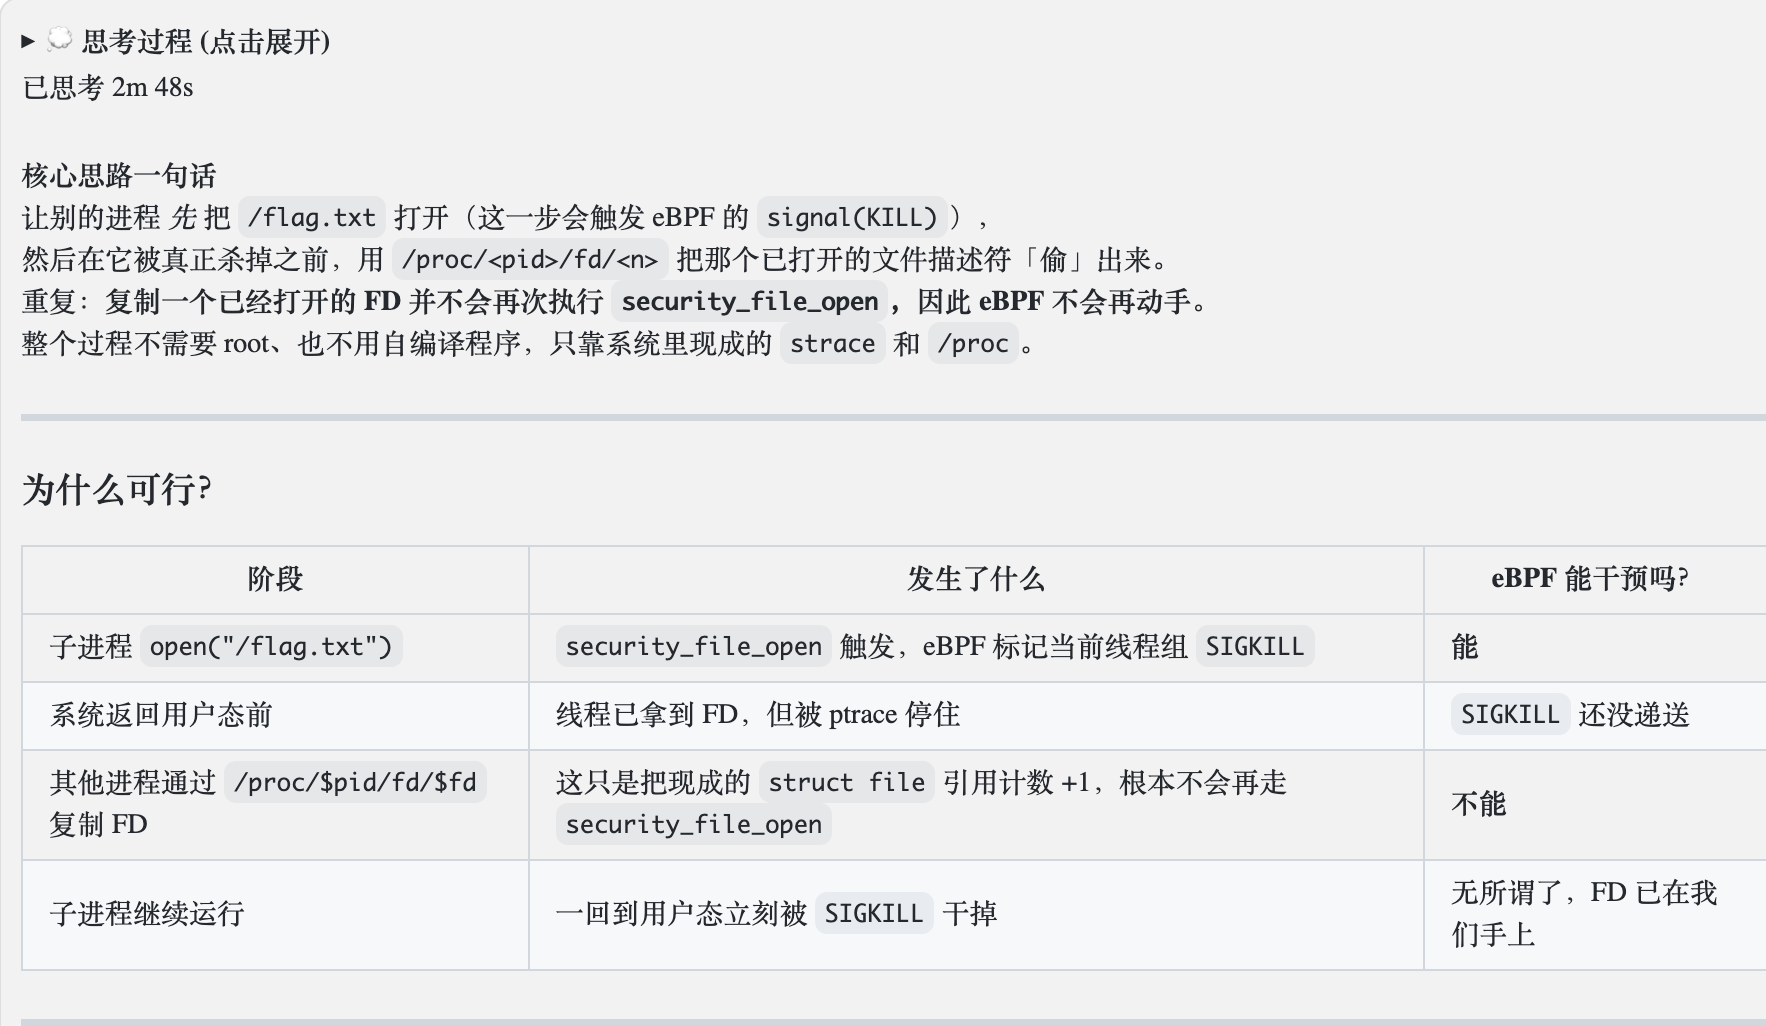 ▶ 💭 思考过程 (点击展开)
已思考 2m 48s
核心思路一句话
让别的进程 先 把 /flag.txt 打开（这一步会触发 eBPF 的 signal(KILL)），
然后在它被真正杀掉之前，用 /proc/<pid>/fd/<n> 把那个已打开的文件描述符「偷」出来。
重复：复制一个已经打开的 FD 并不会再次执行 security_file_open，因此 eBPF 不会再动手。
整个过程不需要 root、也不用自编译程序，只靠系统里现成的 strace 和 /proc。
为什么可行？
阶段 发生了什么 eBPF 能干预吗？
子进程 open("/flag.txt") security_file_open 触发，eBPF 标记当前线程组 SIGKILL 能
系统返回用户态前 线程已拿到 FD，但被 ptrace 停住 SIGKILL 还没递送
其他进程通过 /proc/$pid/fd/$fd
复制 FD
这只是把现成的 struct file 引用计数 +1，根本不会再走
security_file_open
不能
子进程继续运行 一回到用户态立刻被 SIGKILL 干掉
无所谓了，FD 已在我
们手上